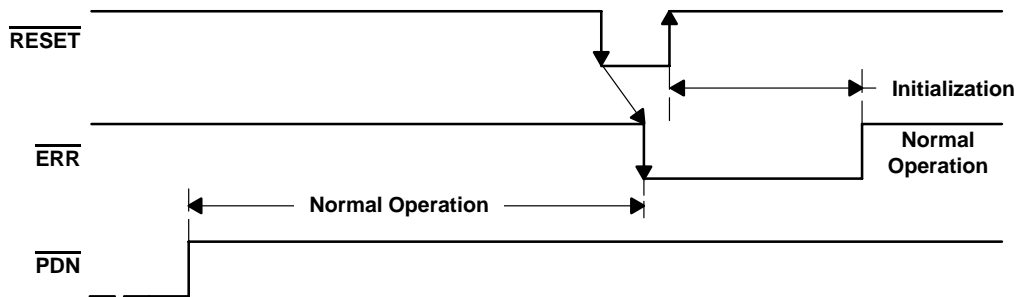 RESET
Initialization
ERR
Normal
Operation
Normal Operation
PDN